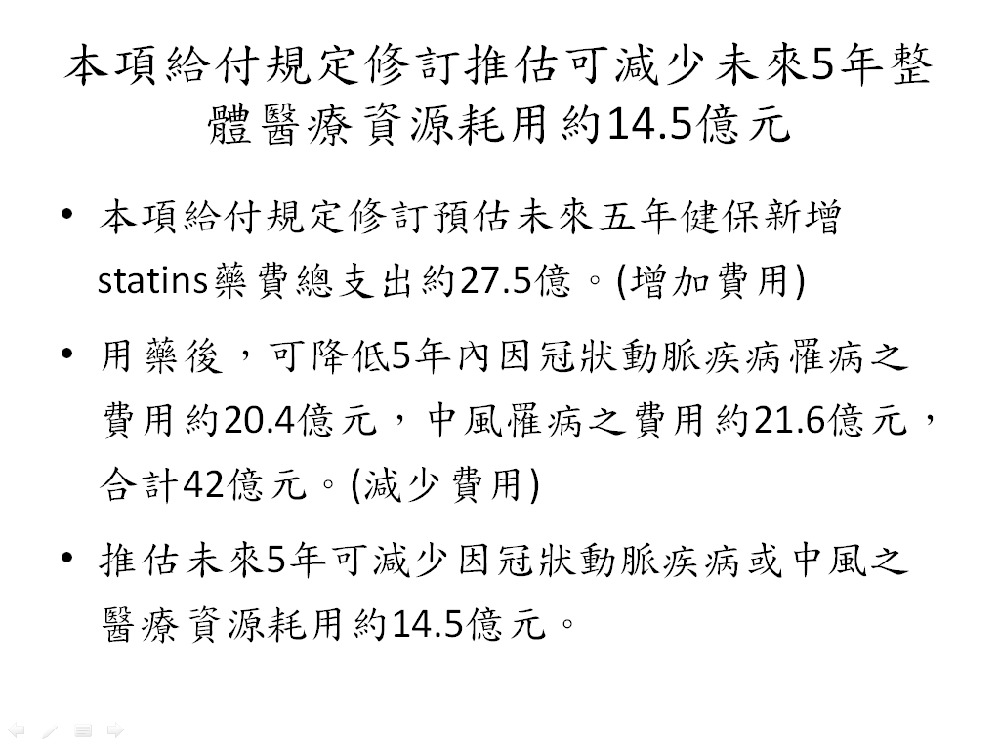 本項給付規定修訂推估可減少未來5年整
體醫療資源耗用約14.5億元
• 本項給付規定修訂預估未來五年健保新增
statins藥費總支出約27.5億。(增加費用)
• 用藥後，可降低5年內因冠狀動脈疾病罹病之
費用約20.4億元，中風罹病之費用約21.6億元，
合計42億元。(減少費用)
• 推估未來5年可減少因冠狀動脈疾病或中風之
醫療資源耗用約14.5億元。